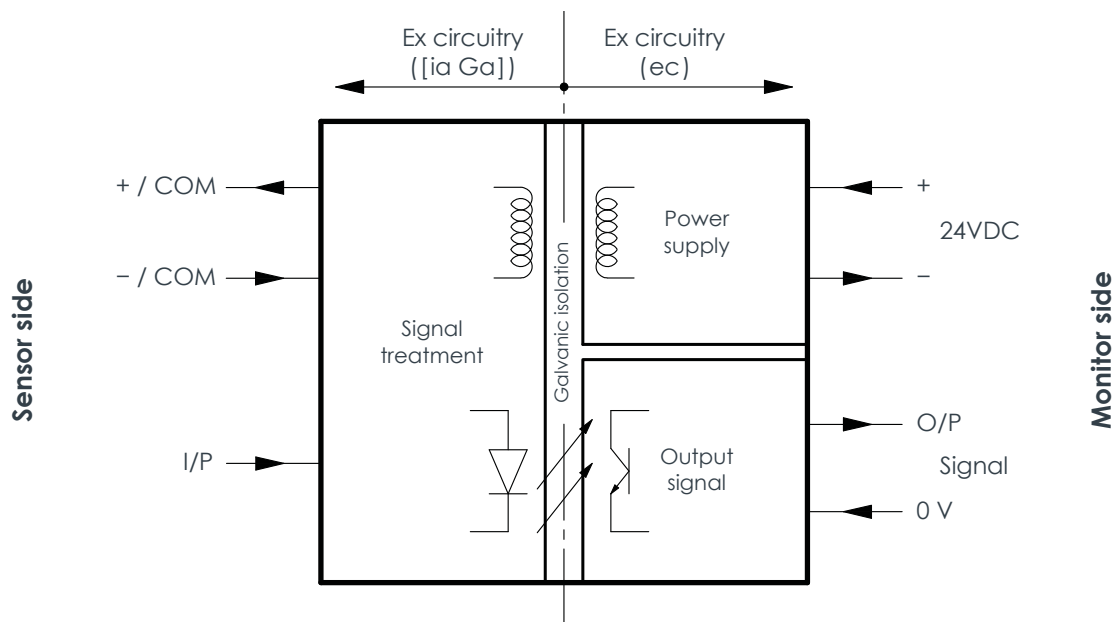 Ex circuitry
([ia Ga])
Ex circuitry
(ec)
+ / COM
− / COM
I/P
Sensor side
Signal
treatment
Galvanic isolation
Power
supply
Output
signal
+
24VDC
−
O/P
Signal
0 V
Monitor side